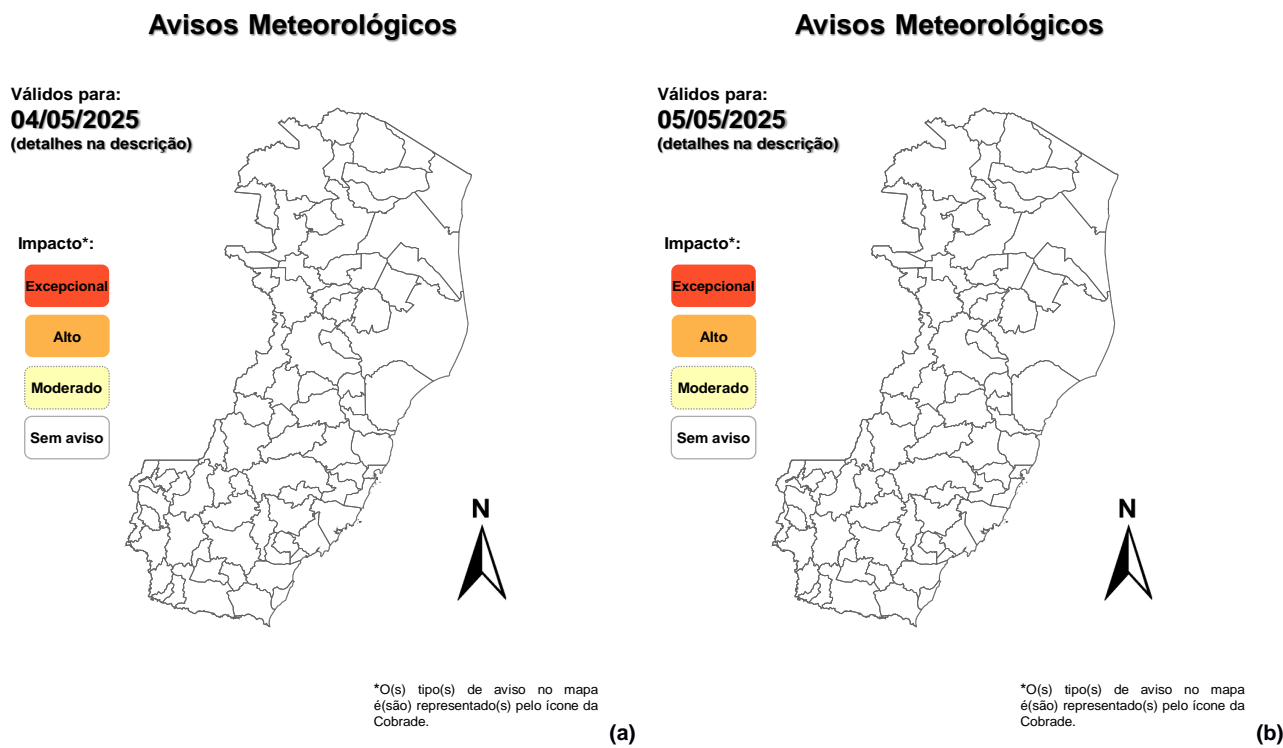 Avisos Meteorológicos
Válidos para:
04/05/2025
(detalhes na descrição)
Impacto*:
Excepcional
Alto
Moderado
Sem aviso
N
*O(s) tipo(s) de aviso no mapa
é(são) representado(s) pelo ícone da
Cobrade.
(a)
Avisos Meteorológicos
Válidos para:
05/05/2025
(detalhes na descrição)
Impacto*:
Excepcional
Alto
Moderado
Sem aviso
N
*O(s) tipo(s) de aviso no mapa
é(são) representado(s) pelo ícone da
Cobrade.
(b)